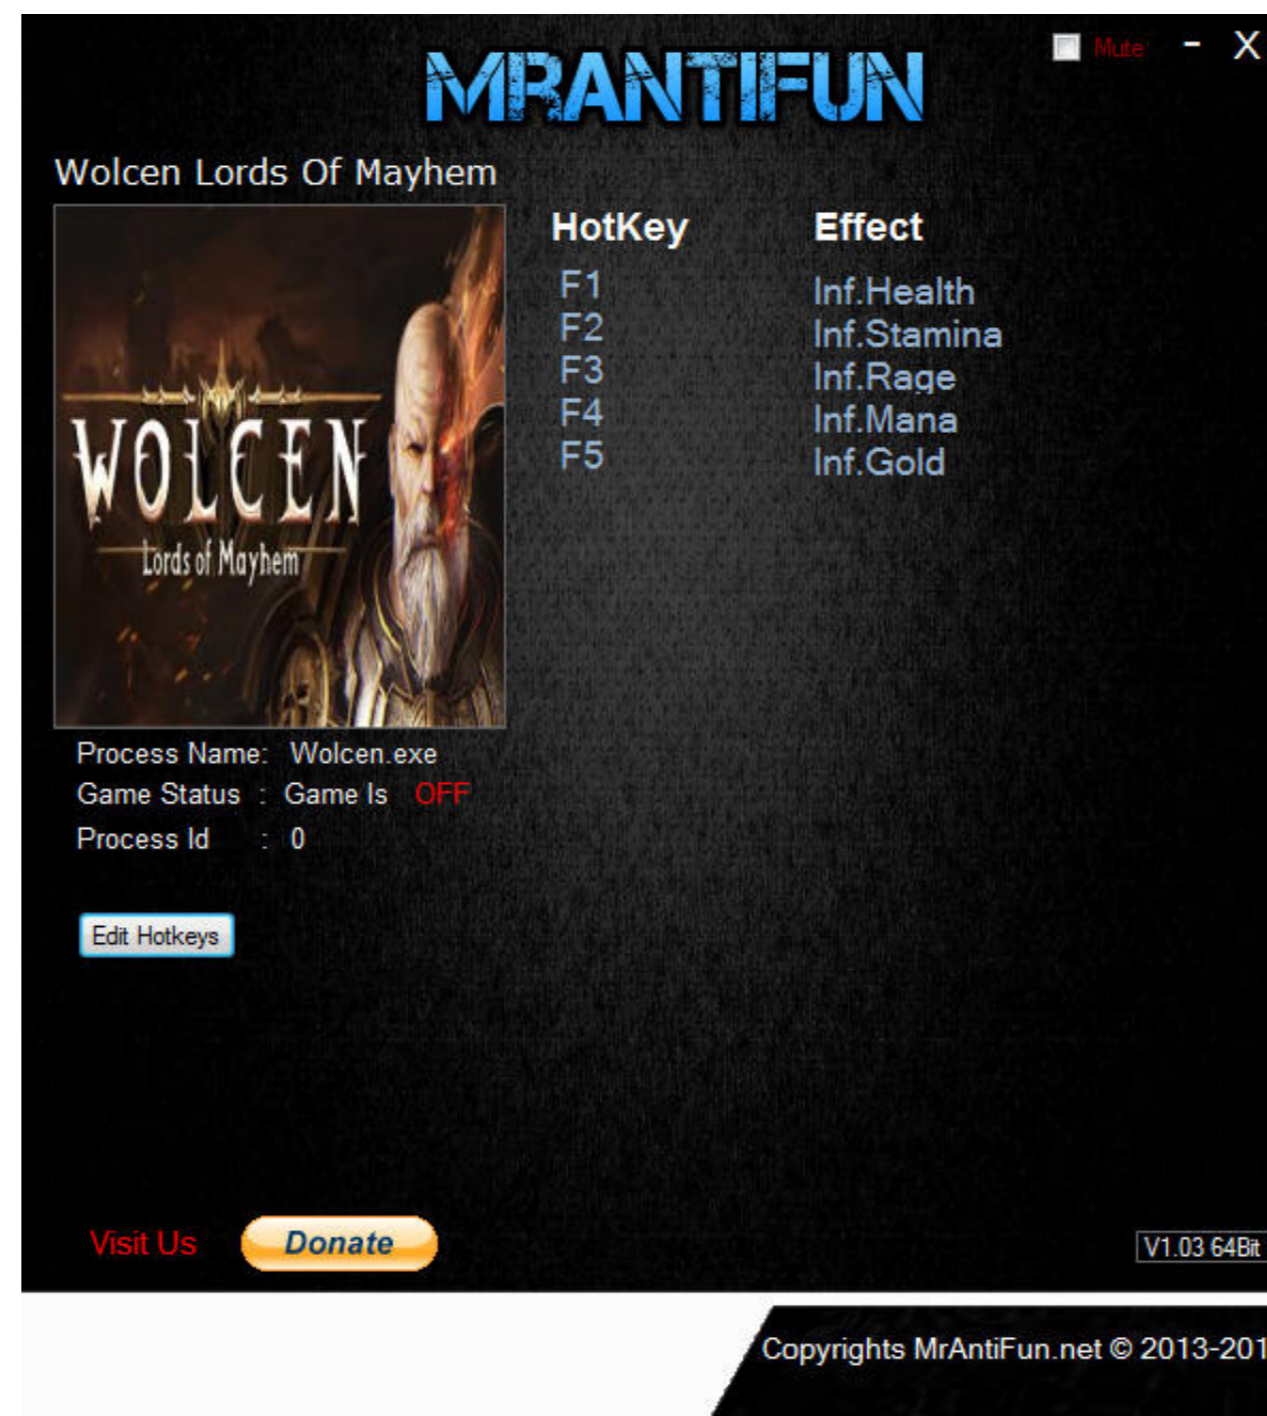 MRANTIFUN
Mute - X
Wolcen Lords Of Mayhem
WOLCEN
Lords of Mayhem
HotKey Effect
F1 Inf.Health
F2 Inf.Stamina
F3 Inf.Rage
F4 Inf.Mana
F5 Inf.Gold
Process Name: Wolcen.exe
Game Status : Game Is OFF
Process Id : 0
Edit Hotkeys
Visit Us Donate
V1.03 64Bit
Copyrights MrAntiFun.net © 2013-201